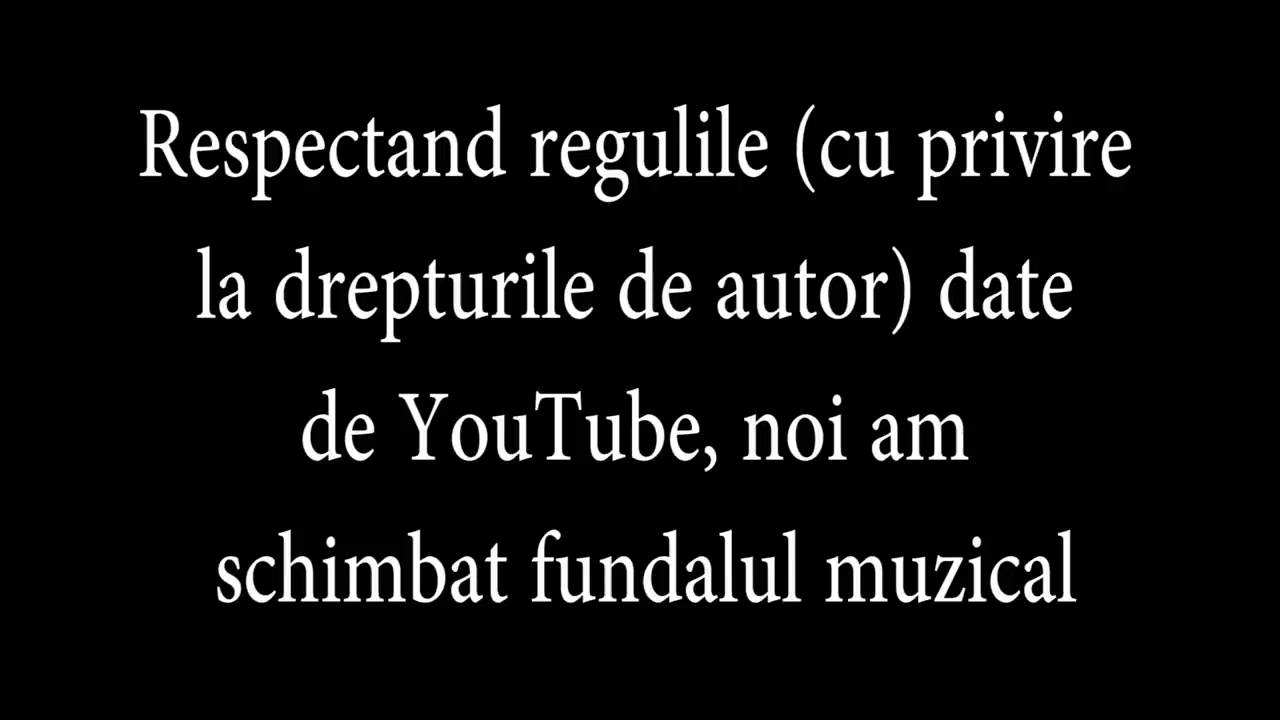 Respectand regulile (cu privire
la drepturile de autor) date
de YouTube, noi am
schimbat fundalul muzical